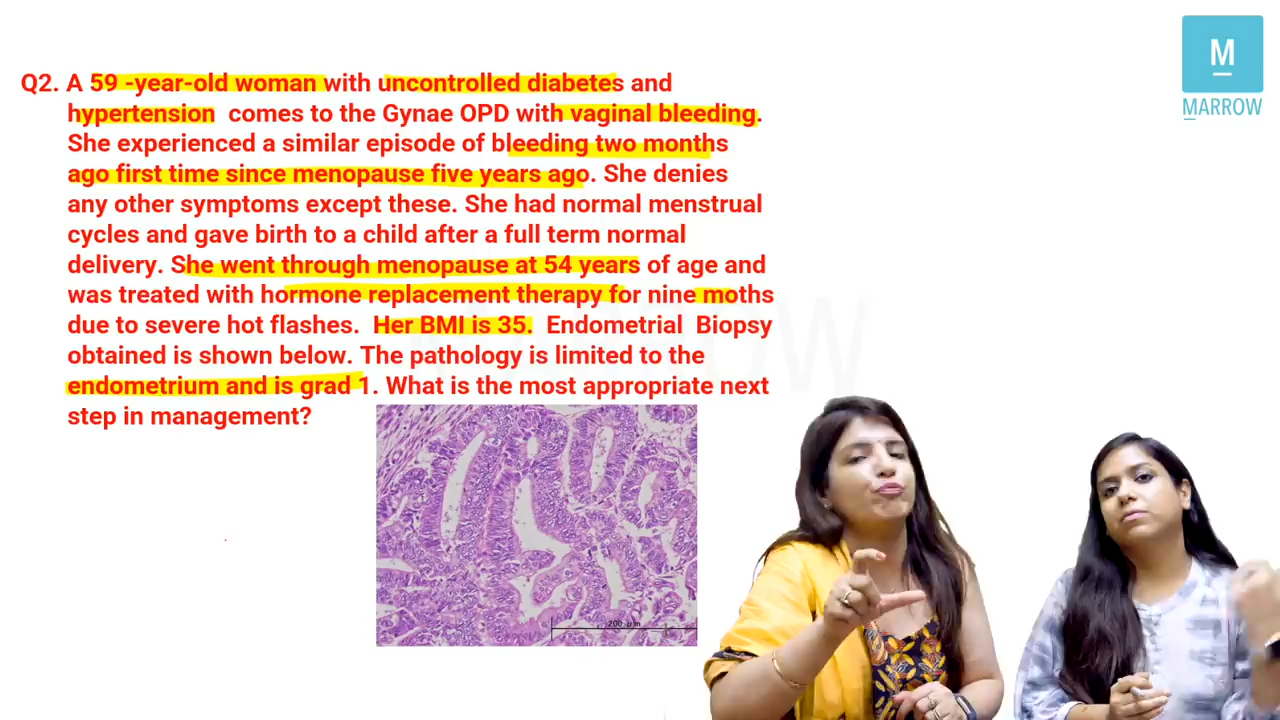 M
MARROW
Q2. A 59 -year-old woman with uncontrolled diabetes and
hypertension comes to the Gynae OPD with vaginal bleeding.
She experienced a similar episode of bleeding two months
ago first time since menopause five years ago. She denies
any other symptoms except these. She had normal menstrual
cycles and gave birth to a child after a full term normal
delivery. She went through menopause at 54 years of age and
was treated with hormone replacement therapy for nine moths
due to severe hot flashes. Her BMI is 35. Endometrial Biopsy
obtained is shown below. The pathology is limited to the
endometrium and is grad 1. What is the most appropriate next
step in management?
200 µm